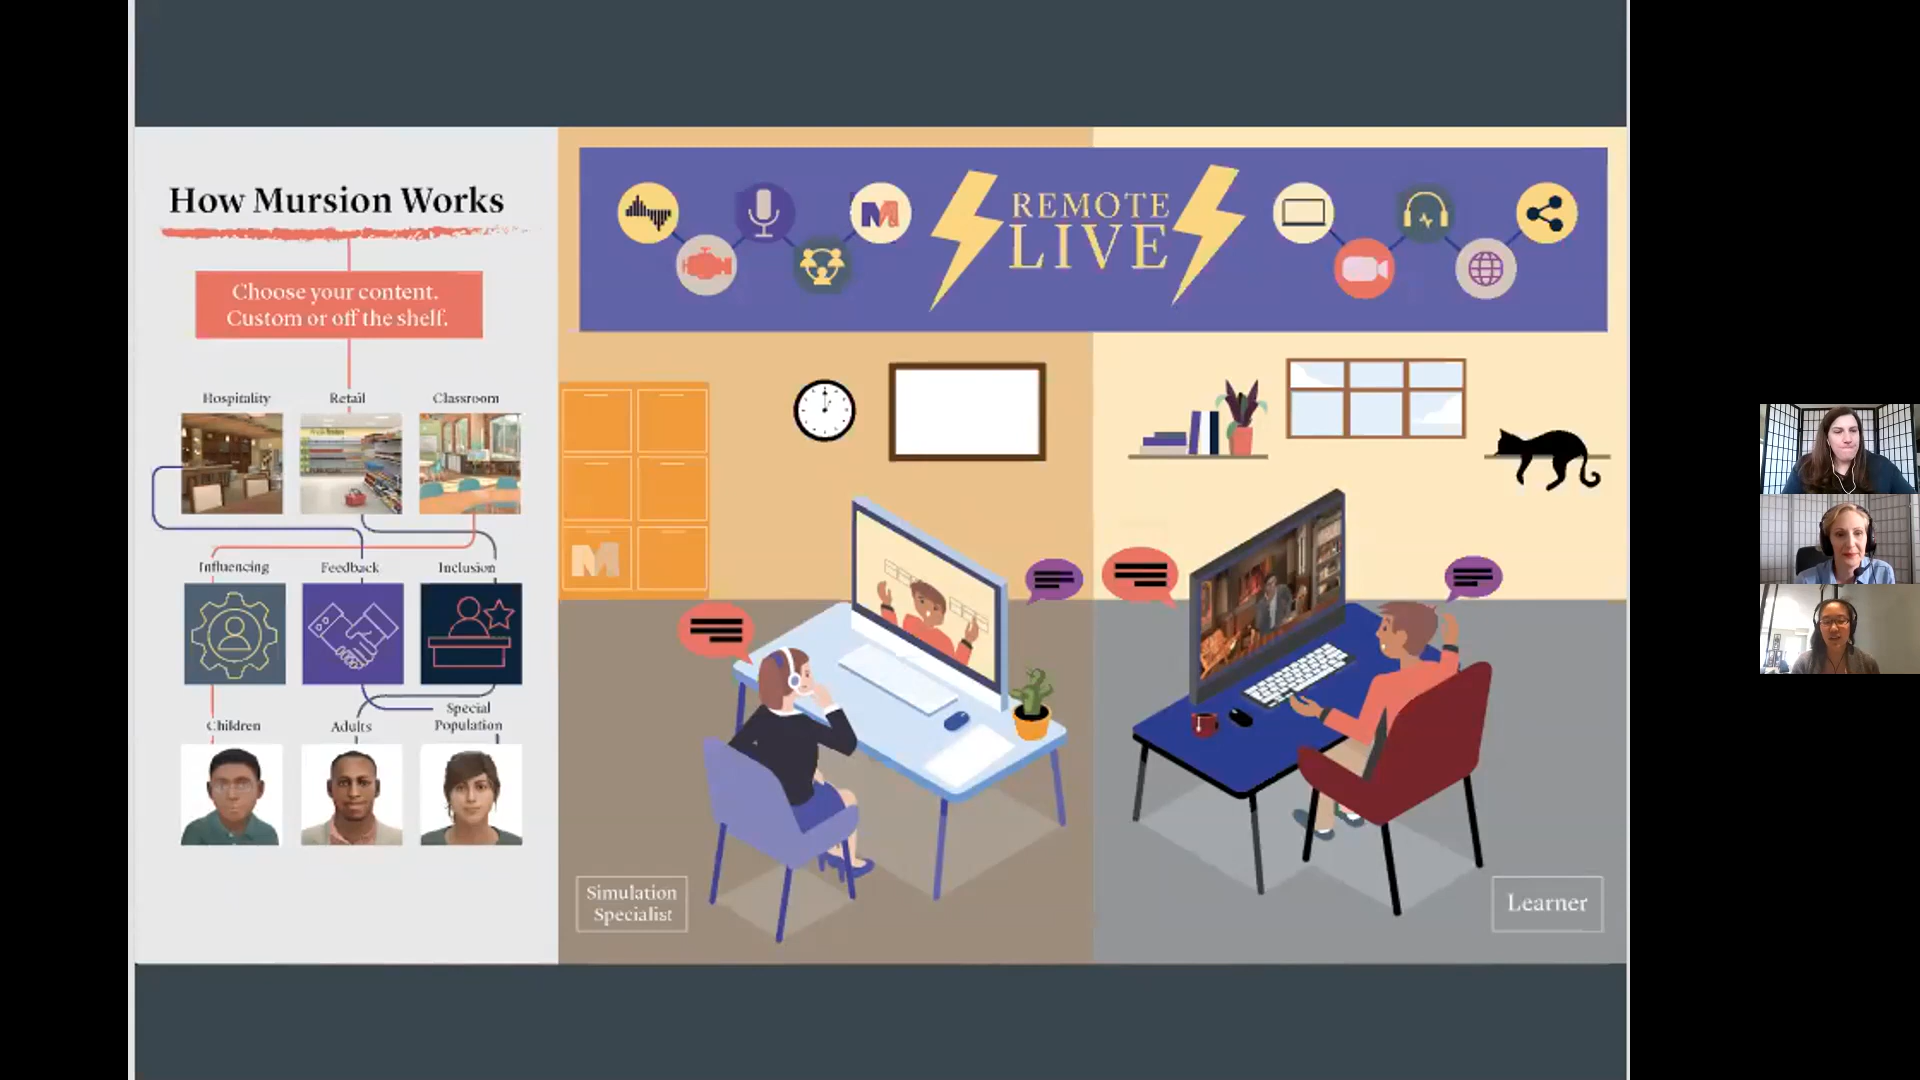 How Mursion Works
Choose your content.
Custom or off the shelf.
Hospitality
Retail
Classroom
Influencing
Feedback
Inclusion
Children
Adults
Special
Population
REMOTE
LIVE
M
M
Simulation
Specialist
Learner